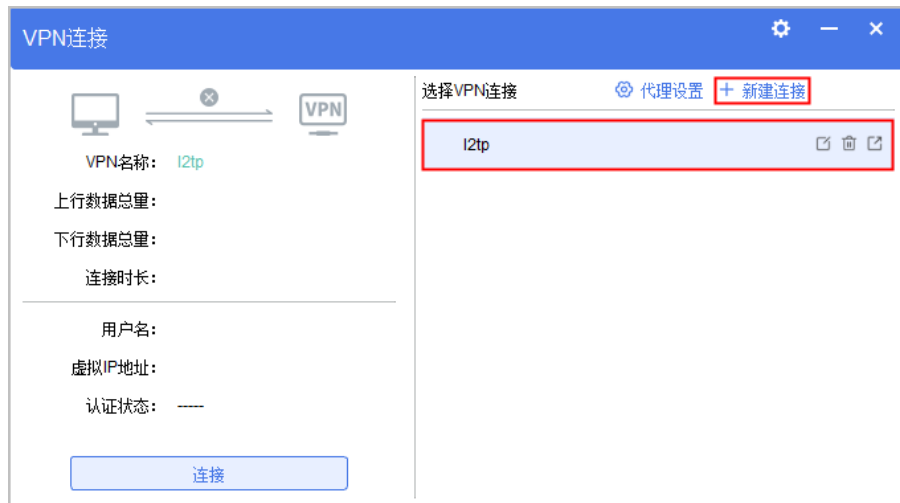 VPN连接
VPN
VPN名称： l2tp
上行数据总量：
下行数据总量：
连接时长：
用户名：
虚拟IP地址：
认证状态： -----
连接
选择VPN连接 代理设置 + 新建连接
l2tp